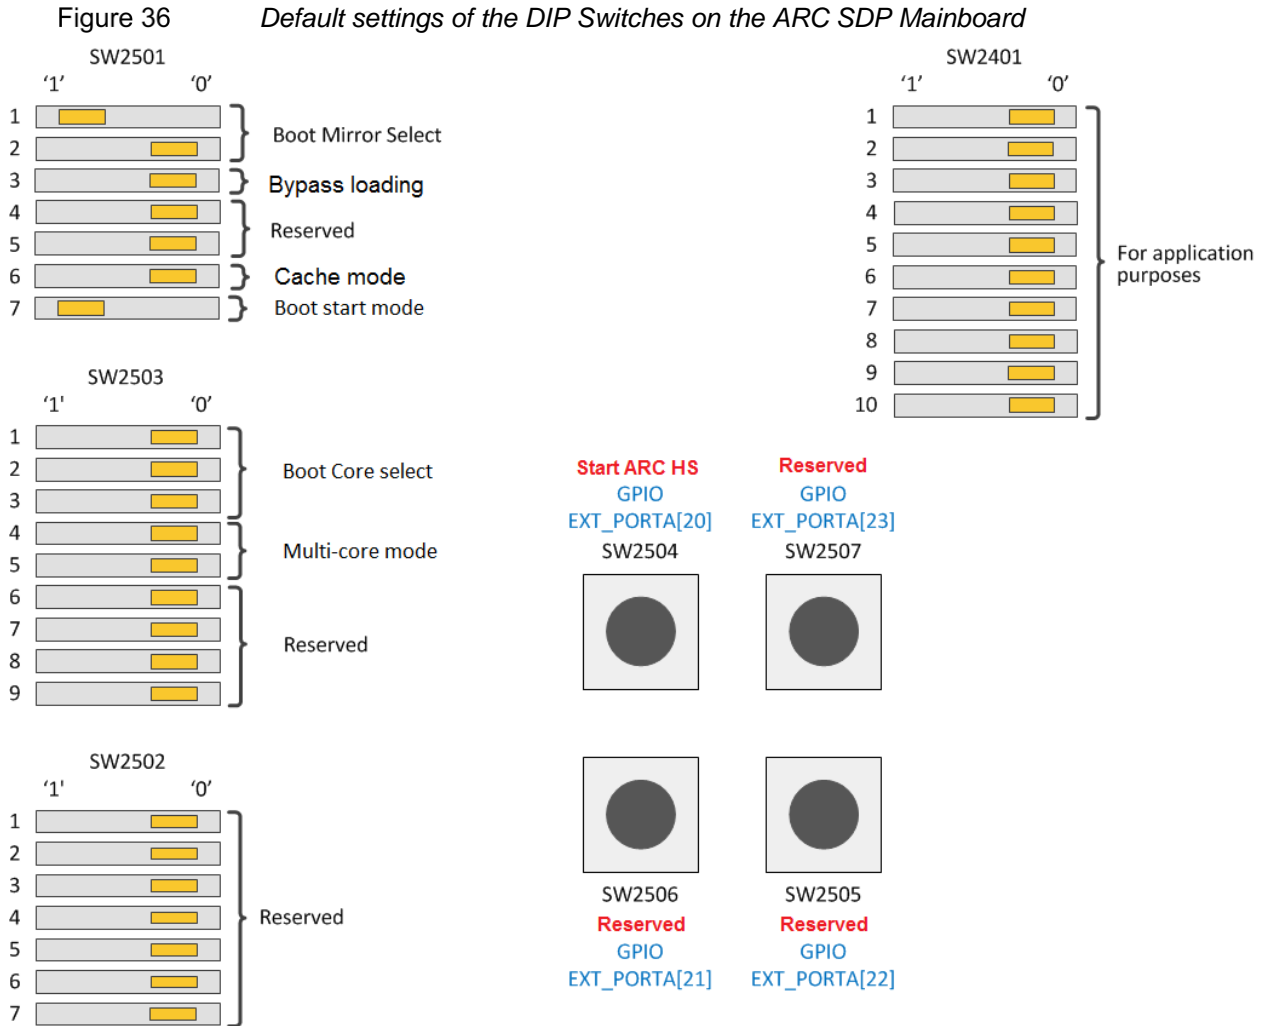 Figure 36 Default settings of the DIP Switches on the ARC SDP Mainboard
SW2501
‘1’ ‘0’
1
2
Boot Mirror Select
3
Bypass loading
4
5
Reserved
6
Cache mode
7
Boot start mode
SW2401
‘1’ ‘0’
1
2
3
4
5
6
7
8
9
10
For application
purposes
SW2503
‘1' ‘0’
1
2
3
Boot Core select
4
5
Multi-core mode
6
7
8
9
Reserved
Start ARC HS
GPIO
EXT_PORTA[20]
SW2504
Reserved
GPIO
EXT_PORTA[23]
SW2507
SW2502
‘1' ‘0’
1
2
3
4
5
6
7
Reserved
SW2506
Reserved
GPIO
EXT_PORTA[21]
SW2505
Reserved
GPIO
EXT_PORTA[22]